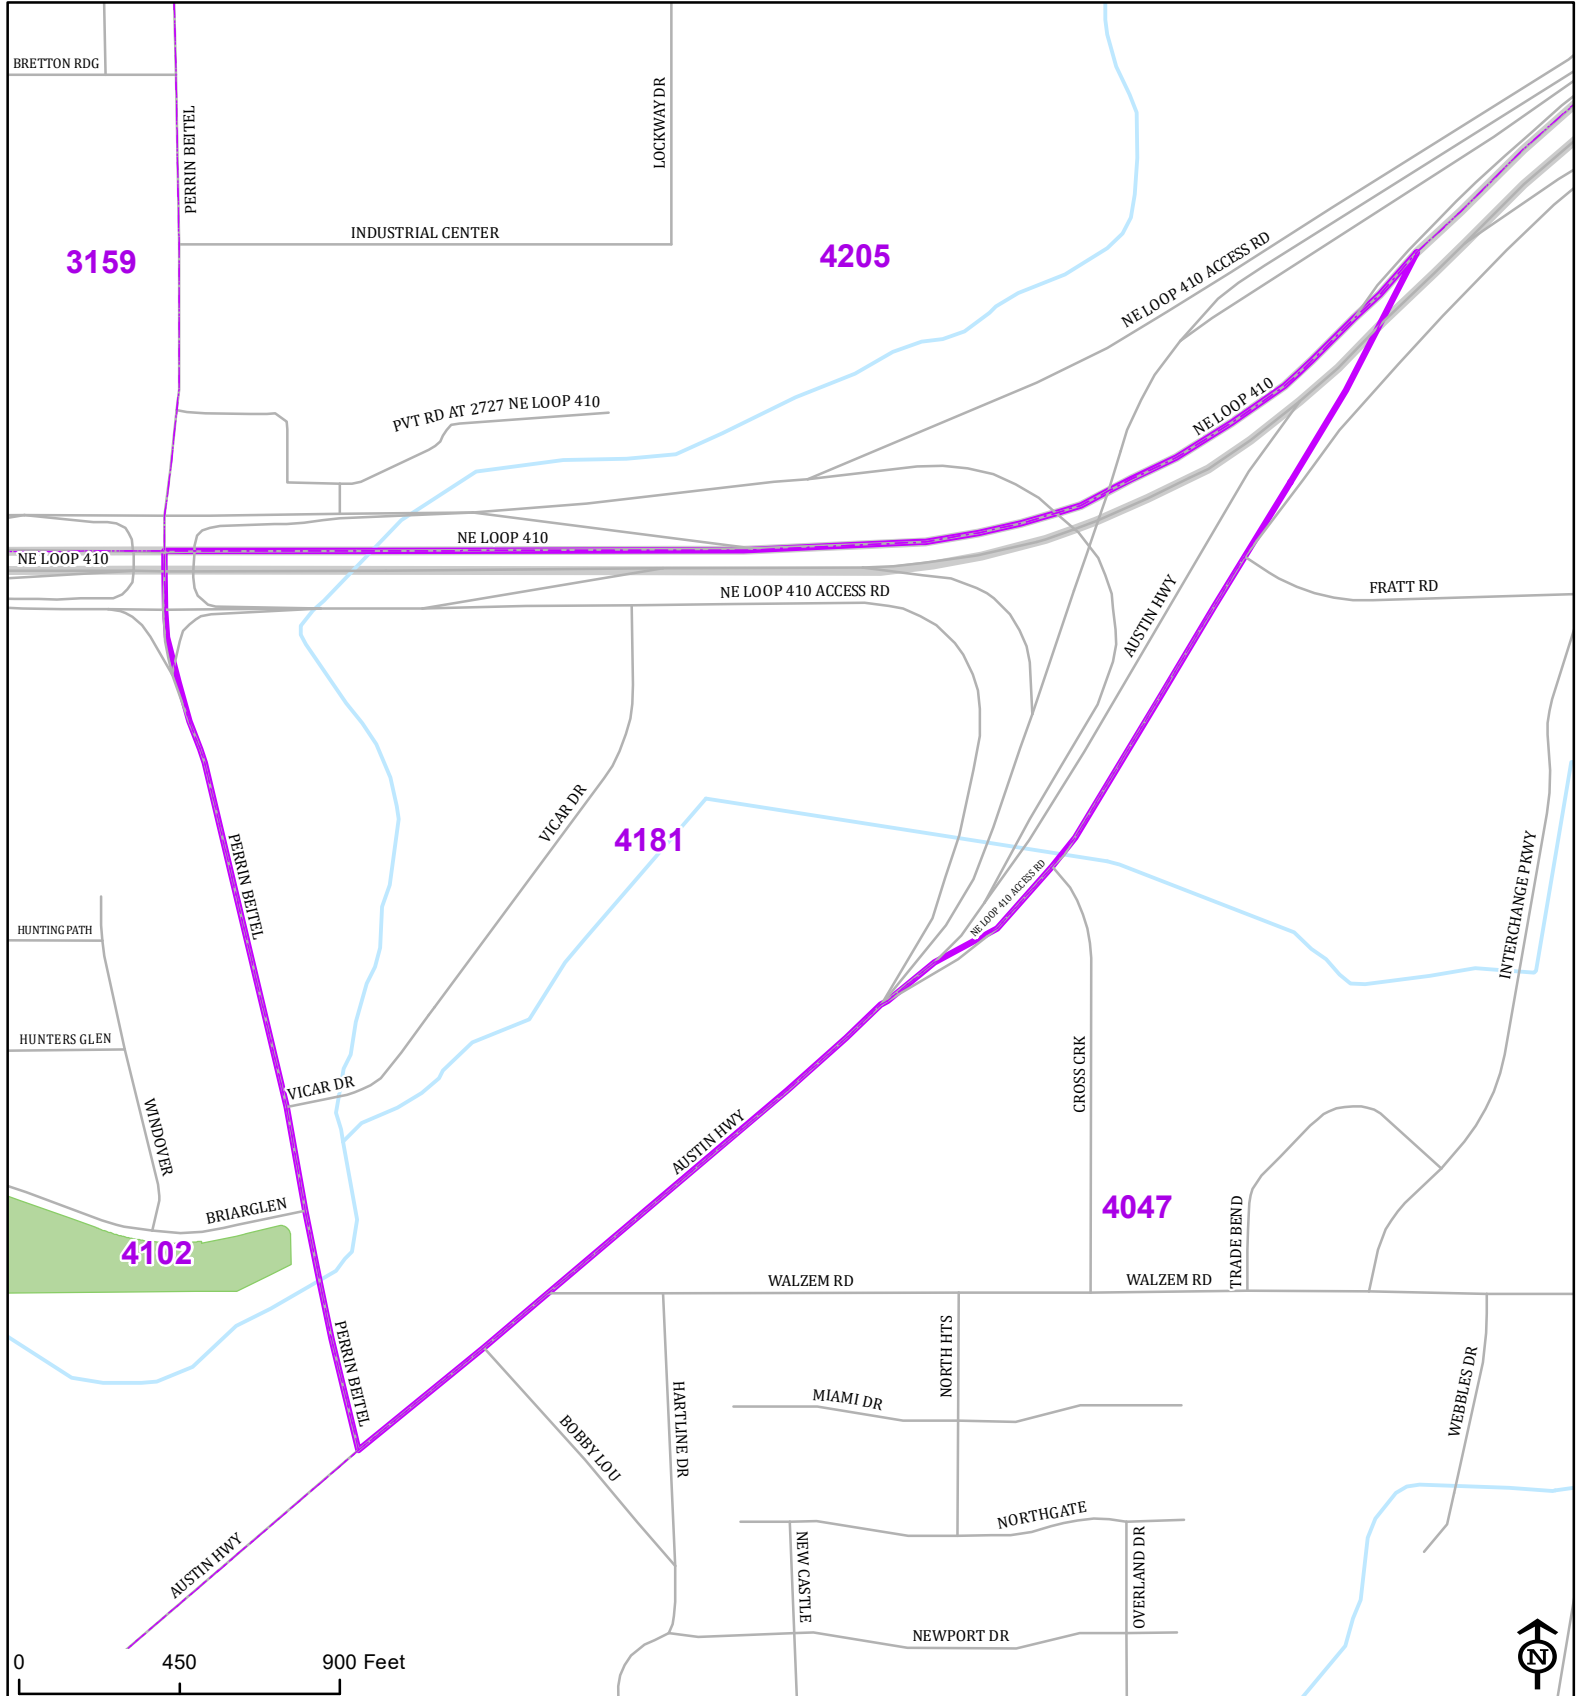 BRETTON RDG
PERRIN BEITEL
LOCKWAY DR
INDUSTRIAL CENTER
3159
4205
NE LOOP 410 ACCESS RD
PVT RD AT 2727 NE LOOP 410
NE LOOP 410
NE LOOP 410
NE LOOP 410
NE LOOP 410 ACCESS RD
FRATT RD
AUSTIN HWY
VICAR DR
4181
PERRIN BEITEL
NE LOOP 410 ACCESS RD
INTERCHANGE PKWY
HUNTING PATH
HUNTERS GLEN
VICAR DR
CROSS CRK
WINDOVER
AUSTIN HWY
BRIARGLEN
4047
TRADE BEND
4102
WALZEM RD
WALZEM RD
PERRIN BEITEL
NORTH HTS
HARTLINE DR
MIAMI DR
WEBBLES DR
BOBBY LOU
NORTHGATE
NEW CASTLE
OVERLAND DR
AUSTIN HWY
NEWPORT DR
0 450 900 Feet
N